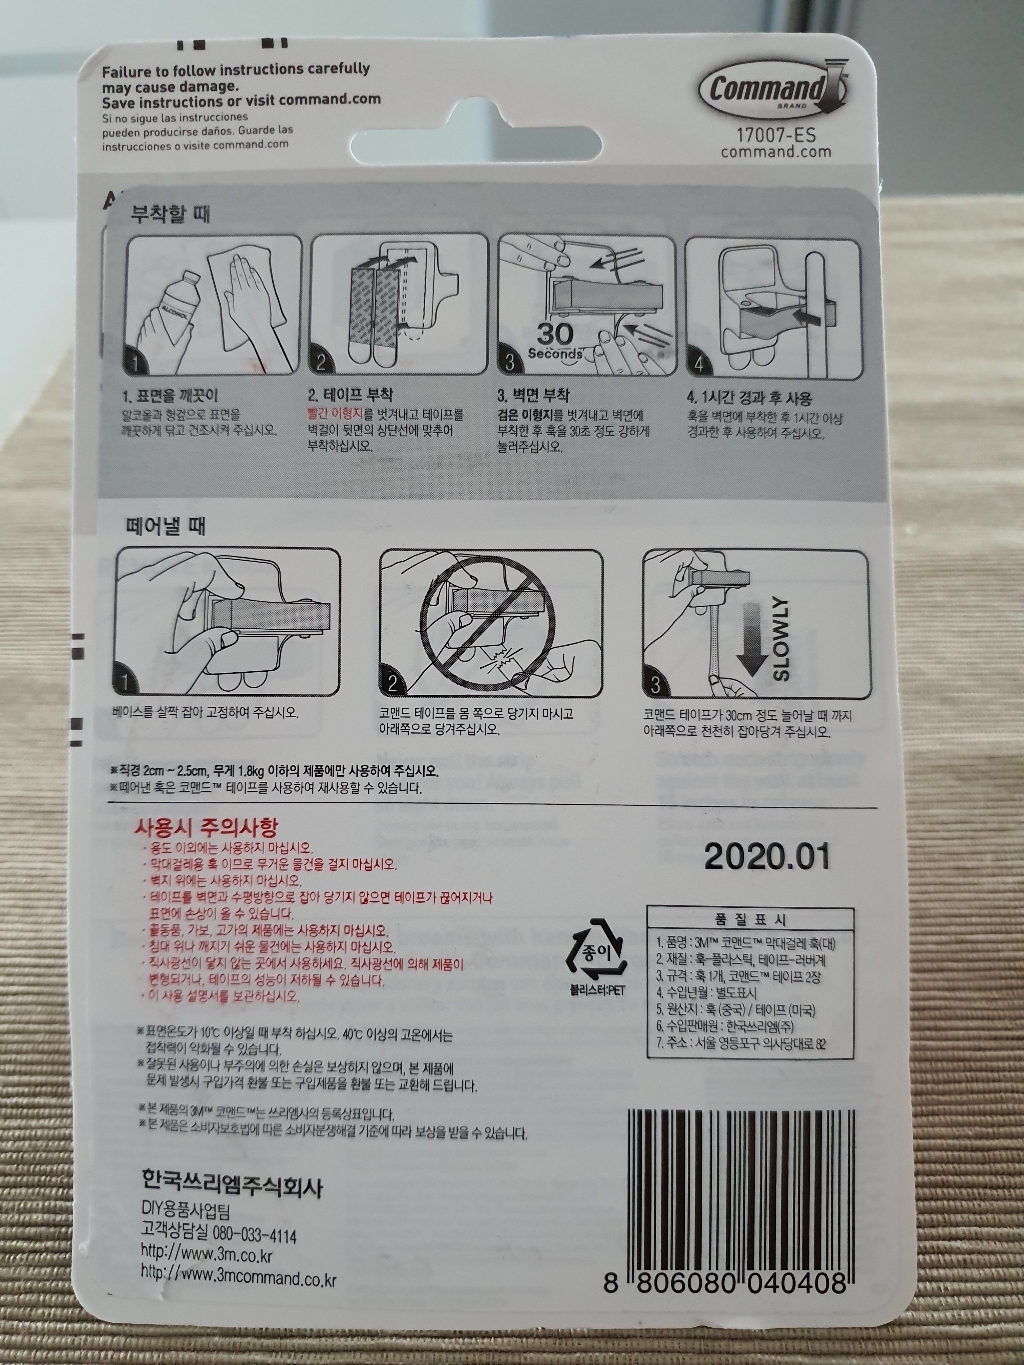 Failure to follow instructions carefully
may cause damage.
Save instructions or visit command.com
Si no sigue las instrucciones
pueden producirse daños. Guarde las
instrucciones o visite command.com
Command
BRAND
17007-ES
command.com
부착할 때
ALCOHOL
1
2
30
Seconds
3
4
1. 표면을 깨끗이
알코올과 헝겊으로 표면을
깨끗하게 닦고 건조시켜 주십시오.
2. 테이프 부착
빨간 이형지를 벗겨내고 테이프를
벽걸이 뒷면의 상단선에 맞추어
부착하십시오.
3. 벽면 부착
검은 이형지를 벗겨내고 벽면에
부착한 후 훅을 30초 정도 강하게
눌러주십시오.
4. 1시간 경과 후 사용
훅을 벽면에 부착한 후 1시간 이상
경과한 후 사용하여 주십시오.
떼어낼 때
1
2
3
SLOWLY
베이스를 살짝 잡아 고정하여 주십시오.
코맨드 테이프를 몸 쪽으로 당기지 마시고
아래쪽으로 당겨주십시오.
코맨드 테이프가 30cm 정도 늘어날 때 까지
아래쪽으로 천천히 잡아당겨 주십시오.
※직경 2cm ~ 2.5cm, 무게 1.8kg 이하의 제품에만 사용하여 주십시오.
※떼어낸 훅은 코맨드™ 테이프를 사용하여 재사용할 수 있습니다.
사용시 주의사항
· 용도 이외에는 사용하지 마십시오.
· 막대걸레용 훅 이므로 무거운 물건을 걸지 마십시오.
· 벽지 위에는 사용하지 마십시오.
· 테이프를 벽면과 수평방향으로 잡아 당기지 않으면 테이프가 끊어지거나
표면에 손상이 올 수 있습니다.
· 골동품, 가보, 고가의 제품에는 사용하지 마십시오.
· 침대 위나 깨지기 쉬운 물건에는 사용하지 마십시오.
· 직사광선이 닿지 않는 곳에서 사용하세요. 직사광선에 의해 제품이
변형되거나, 테이프의 성능이 저하될 수 있습니다.
· 이 사용 설명서를 보관하십시오.
2020.01
종이
블리스터:PET
품 질 표 시
1. 품명 : 3M™ 코맨드™ 막대걸레 훅(대)
2. 재질 : 훅-플라스틱, 테이프-러버계
3. 규격 : 훅 1개, 코맨드™ 테이프 2장
4. 수입년월 : 별도표시
5. 원산지 : 훅 (중국) / 테이프 (미국)
6. 수입판매원 : 한국쓰리엠(주)
7. 주소 : 서울 영등포구 의사당대로 82
※표면온도가 10℃ 이상일 때 부착 하십시오. 40℃ 이상의 고온에서는
접착력이 약화될 수 있습니다.
※잘못된 사용이나 부주의에 의한 손실은 보상하지 않으며, 본 제품에
문제 발생시 구입가격 환불 또는 구입제품을 환불 또는 교환해 드립니다.
※본 제품의 3M™ 코맨드™는 쓰리엠사의 등록상표입니다.
※본 제품은 소비자보호법에 따른 소비자분쟁해결 기준에 따라 보상을 받을 수 있습니다.
한국쓰리엠주식회사
DIY용품사업팀
고객상담실 080-033-4114
http://www.3m.co.kr
http://www.3mcommand.co.kr
8 806080 040408